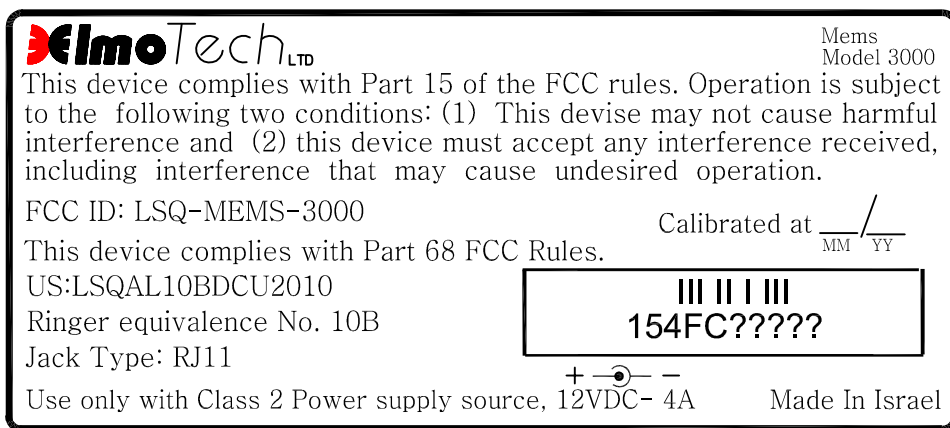 ElmoTech LTD
Mems
Model 3000
This device complies with Part 15 of the FCC rules. Operation is subject
to the following two conditions: (1) This devise may not cause harmful
interference and (2) this device must accept any interference received,
including interference that may cause undesired operation.
FCC ID: LSQ-MEMS-3000
Calibrated at __/__
MM YY
This device complies with Part 68 FCC Rules.
US:LSQAL10BDCU2010
154FC?????
Ringer equivalence No. 10B
Jack Type: RJ11
+ −
Use only with Class 2 Power supply source, 12VDC- 4A
Made In Israel